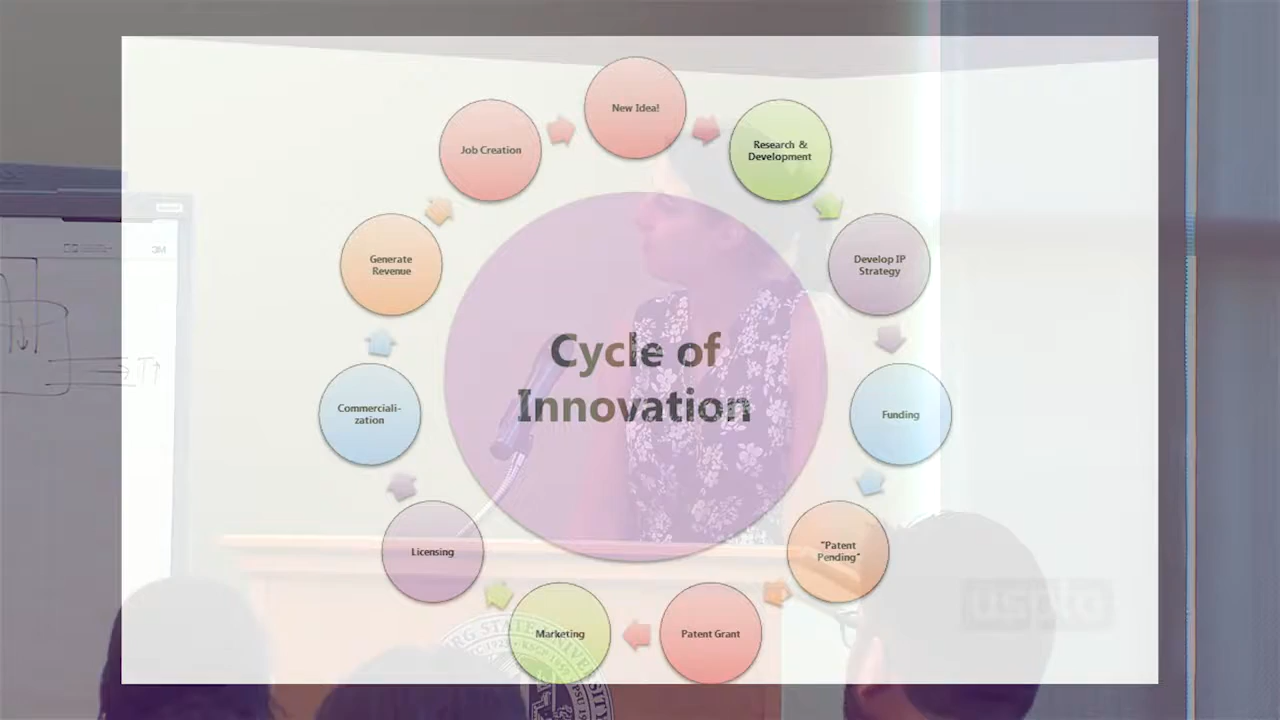 New Idea!
Research &
Development
Develop IP
Strategy
Funding
"Patent
Pending"
Patent Grant
Marketing
Licensing
Commerciali-
zation
Generate
Revenue
Job Creation
Cycle of
Innovation
3M
uspto